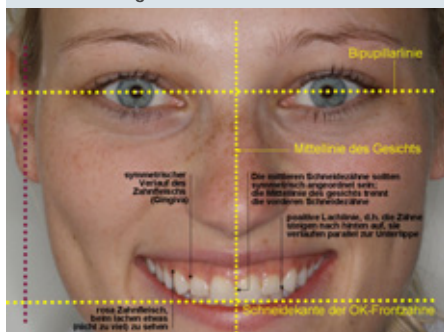 Bipupillarlinie
Mittellinie des Gesichts
symmetrischer
Verlauf des
Zahnfleischs
(Gingiva)
Die mittleren Schneidezähne sollten
symmetrisch angeordnet sein;
die Mittellinie des gesichts trennt
die vorderen Schneidezähne
positive Lachlinie, d.h. die Zähne
steigen nach hinten auf, sie
verlaufen parallel zur Unterlippe
rosa Zahnfleisch,
beim lachen etwas
(nicht zu viel) zu sehen
Schneidekante der OK-Frontzähne